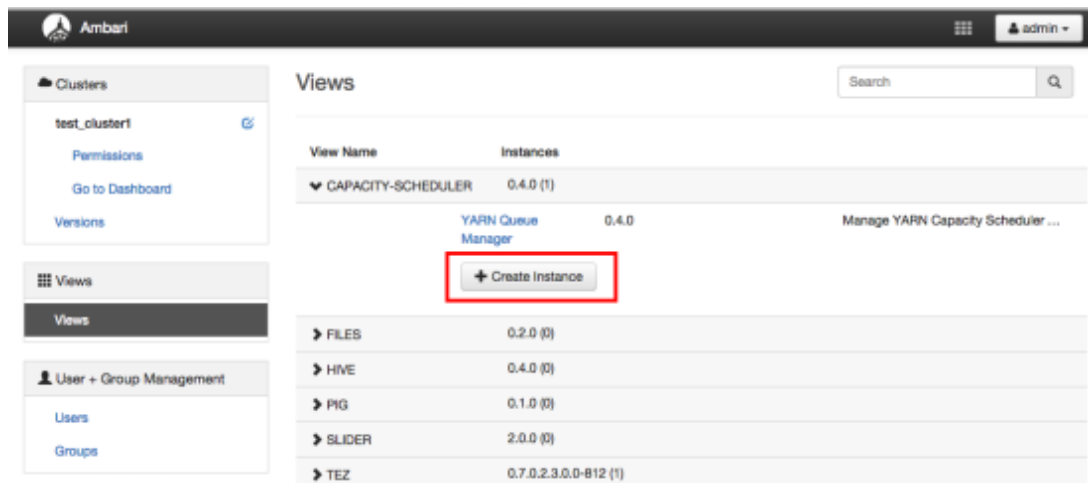 Ambari
admin
Clusters
test_cluster1
Permissions
Go to Dashboard
Versions
Views
Views
User + Group Management
Users
Groups
Views
Search
View Name Instances
CAPACITY-SCHEDULER 0.4.0 (1)
YARN Queue Manager 0.4.0 Manage YARN Capacity Scheduler ...
Create Instance
FILES 0.2.0 (0)
HIVE 0.4.0 (0)
PIG 0.1.0 (0)
SLIDER 2.0.0 (0)
TEZ 0.7.0.2.3.0.0-812 (1)